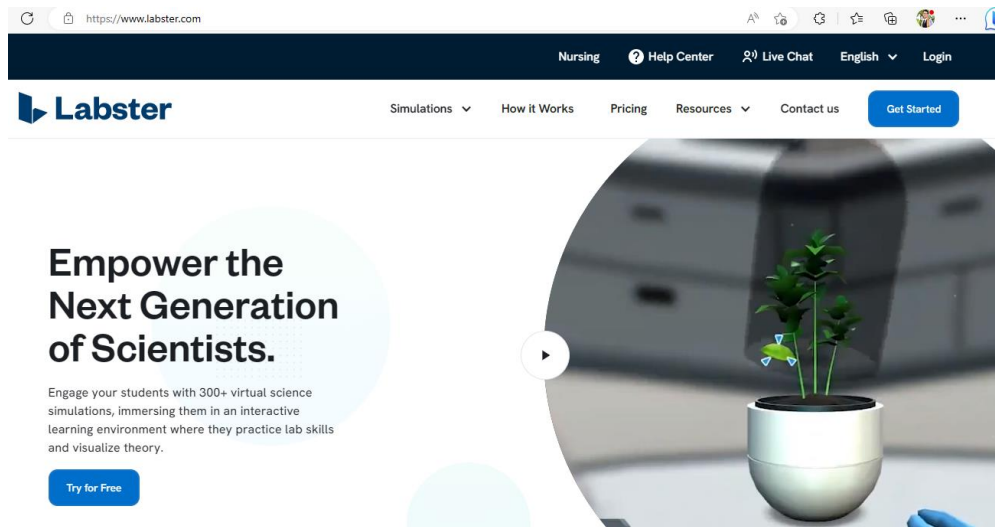 https://www.labster.com
Nursing ? Help Center Live Chat English Login
Labster
Simulations How it Works Pricing Resources Contact us Get Started
Empower the
Next Generation
of Scientists.
Engage your students with 300+ virtual science
simulations, immersing them in an interactive
learning environment where they practice lab skills
and visualize theory.
Try for Free